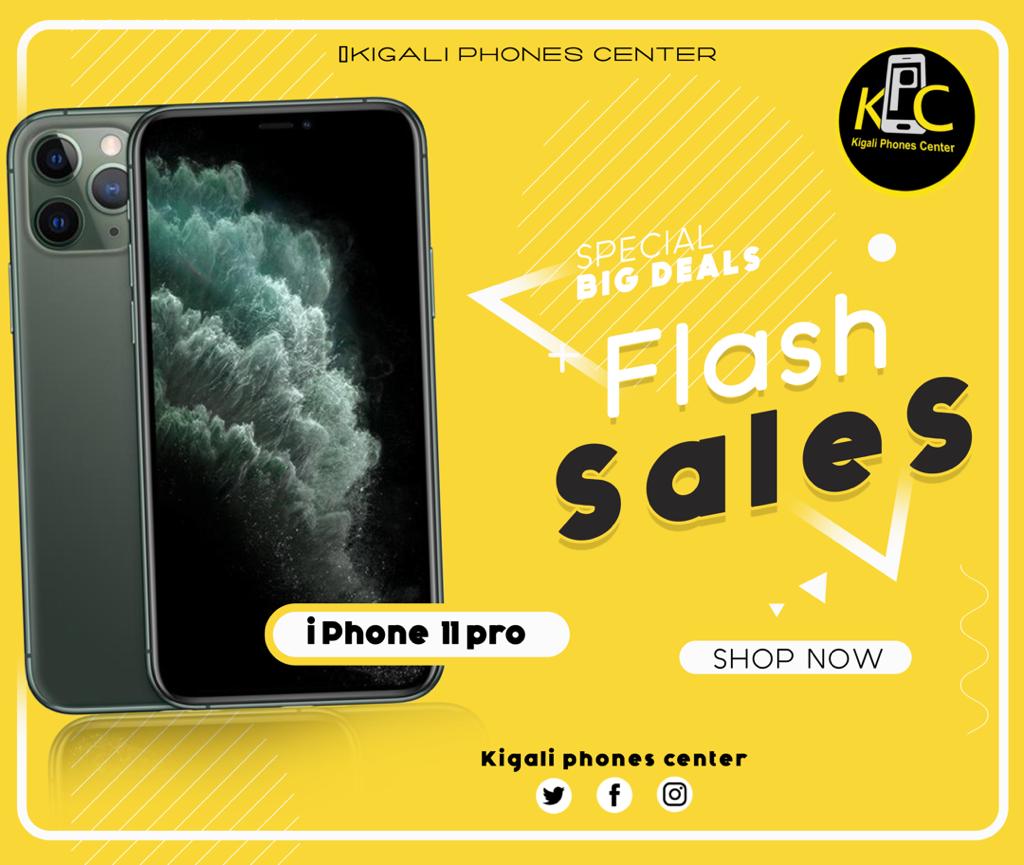 ▯KIGALI PHONES CENTER
KPC
Kigali Phones Center
SPECIAL
BIG DEALS
Flash
Sales
iPhone 11 pro
SHOP NOW
Kigali phones center